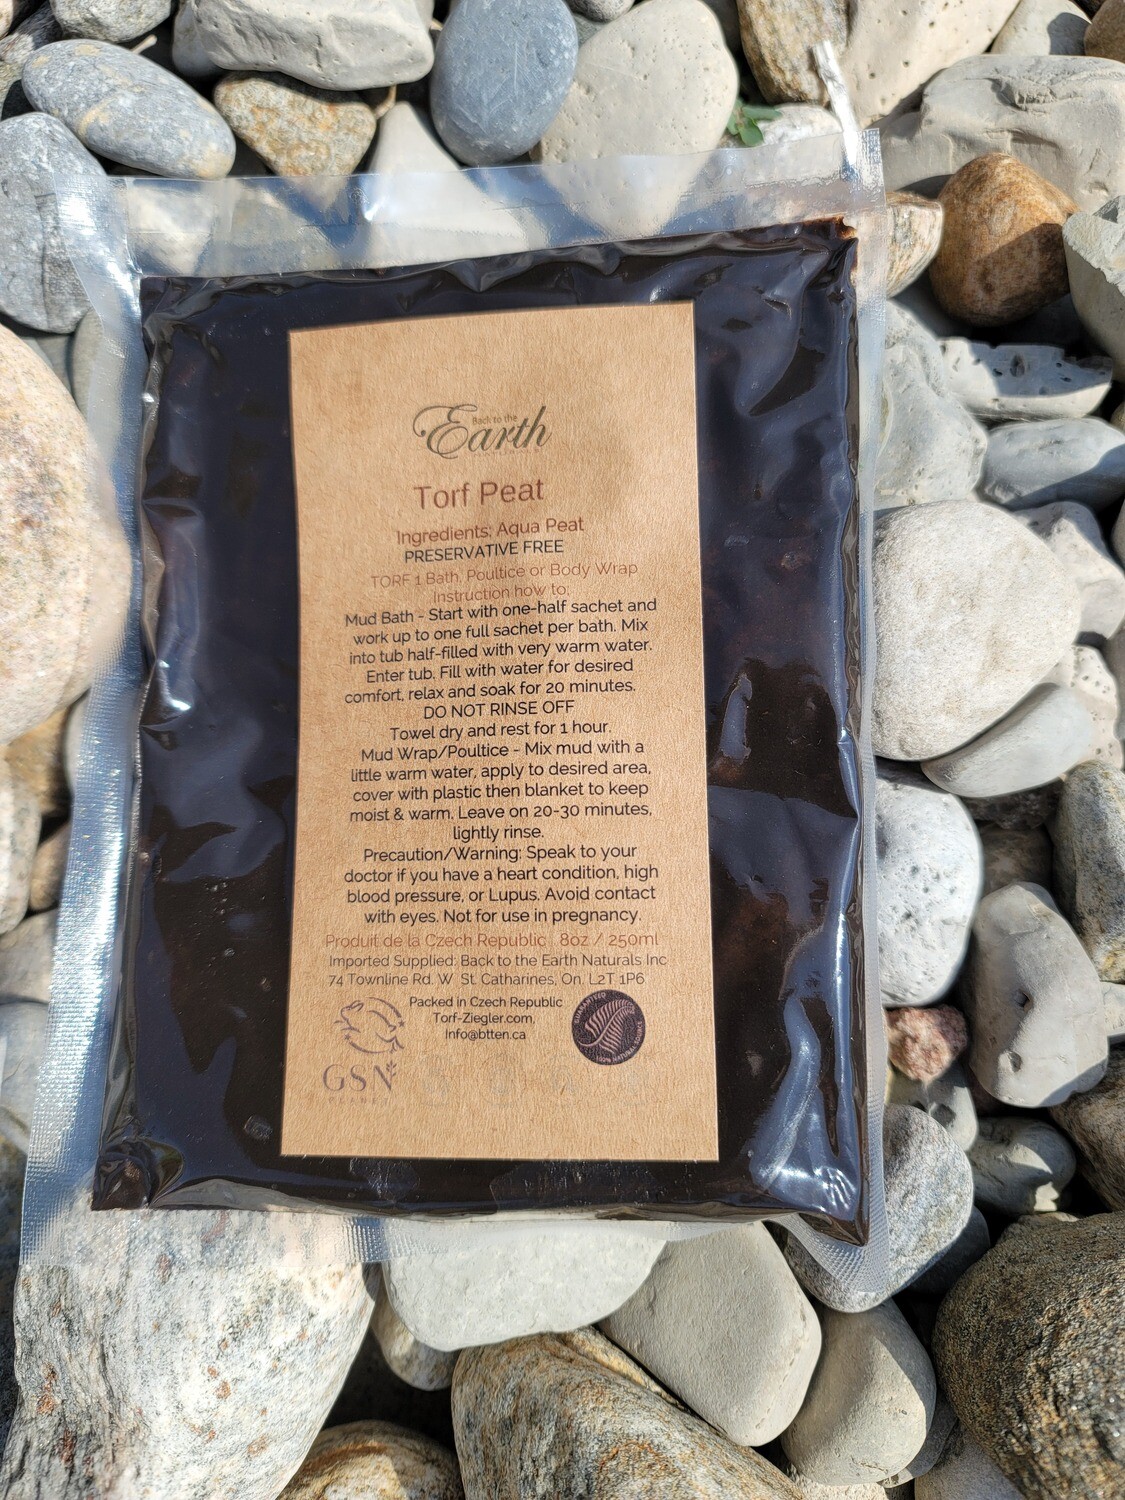 Back to the
Earth
Torf Peat
Ingredients: Aqua Peat
PRESERVATIVE FREE
TORF 1 Bath, Poultice or Body Wrap
Instruction how to:
Mud Bath - Start with one-half sachet and
work up to one full sachet per bath. Mix
into tub half-filled with very warm water.
Enter tub. Fill with water for desired
comfort, relax and soak for 20 minutes.
DO NOT RINSE OFF
Towel dry and rest for 1 hour.
Mud Wrap/Poultice - Mix mud with a
little warm water, apply to desired area,
cover with plastic then blanket to keep
moist & warm. Leave on 20-30 minutes,
lightly rinse.
Precaution/Warning: Speak to your
doctor if you have a heart condition, high
blood pressure, or Lupus. Avoid contact
with eyes. Not for use in pregnancy.
Produit de la Czech Republic 8oz / 250ml
Imported Supplied: Back to the Earth Naturals Inc
74 Townline Rd. W St. Catharines, On. L2T 1P6
Packed in Czech Republic
Torf-Ziegler.com,
Info@btten.ca
GSN
PLANET
GUARANTEED
100% NATURAL